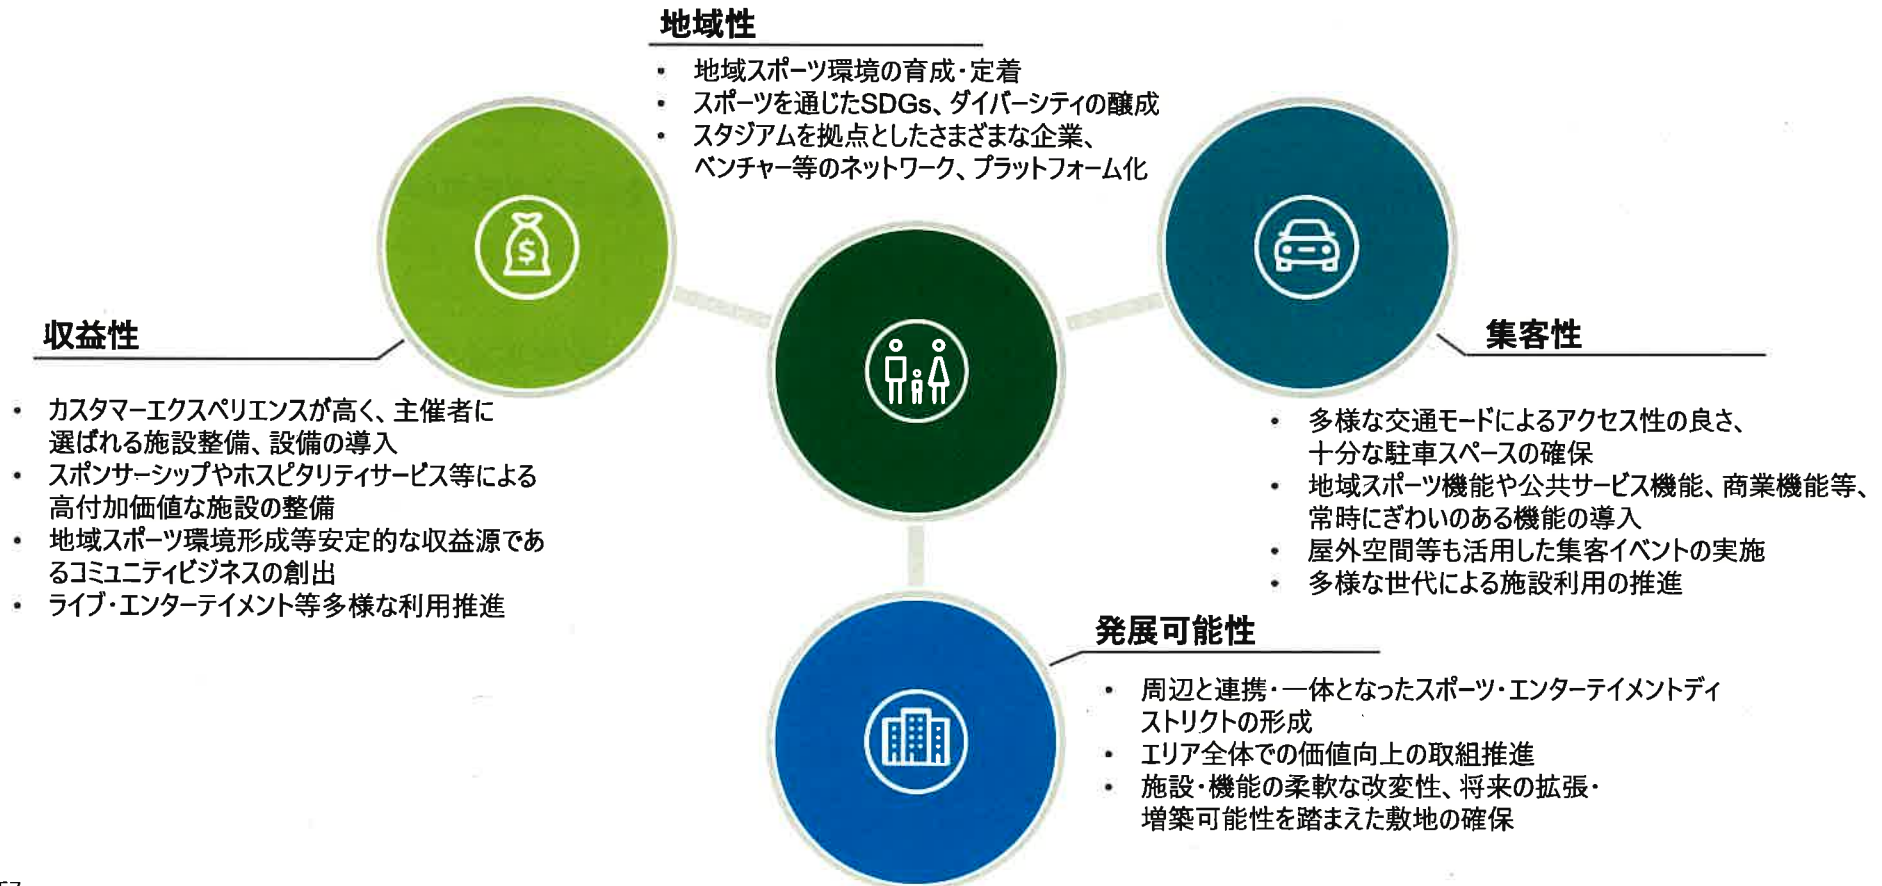 地域性
• 地域スポーツ環境の育成・定着
• スポーツを通じたSDGs、ダイバーシティの醸成
• スタジアムを拠点としたさまざまな企業、
ベンチャー等のネットワーク、プラットフォーム化
収益性
• カスタマーエクスペリエンスが高く、主催者に
選ばれる施設整備、設備の導入
• スポンサーシップやホスピタリティサービス等による
高付加価値な施設の整備
• 地域スポーツ環境形成等安定的な収益源であ
るコミュニティビジネスの創出
• ライブ・エンターテイメント等多様な利用推進
$
集客性
• 多様な交通モードによるアクセス性の良さ、
十分な駐車スペースの確保
• 地域スポーツ機能や公共サービス機能、商業機能等、
常時にぎわいのある機能の導入
• 屋外空間等も活用した集客イベントの実施
• 多様な世代による施設利用の推進
発展可能性
• 周辺と連携・一体となったスポーツ・エンターテイメントディ
ストリクトの形成
• エリア全体での価値向上の取組推進
• 施設・機能の柔軟な改変性、将来の拡張・
増築可能性を踏まえた敷地の確保